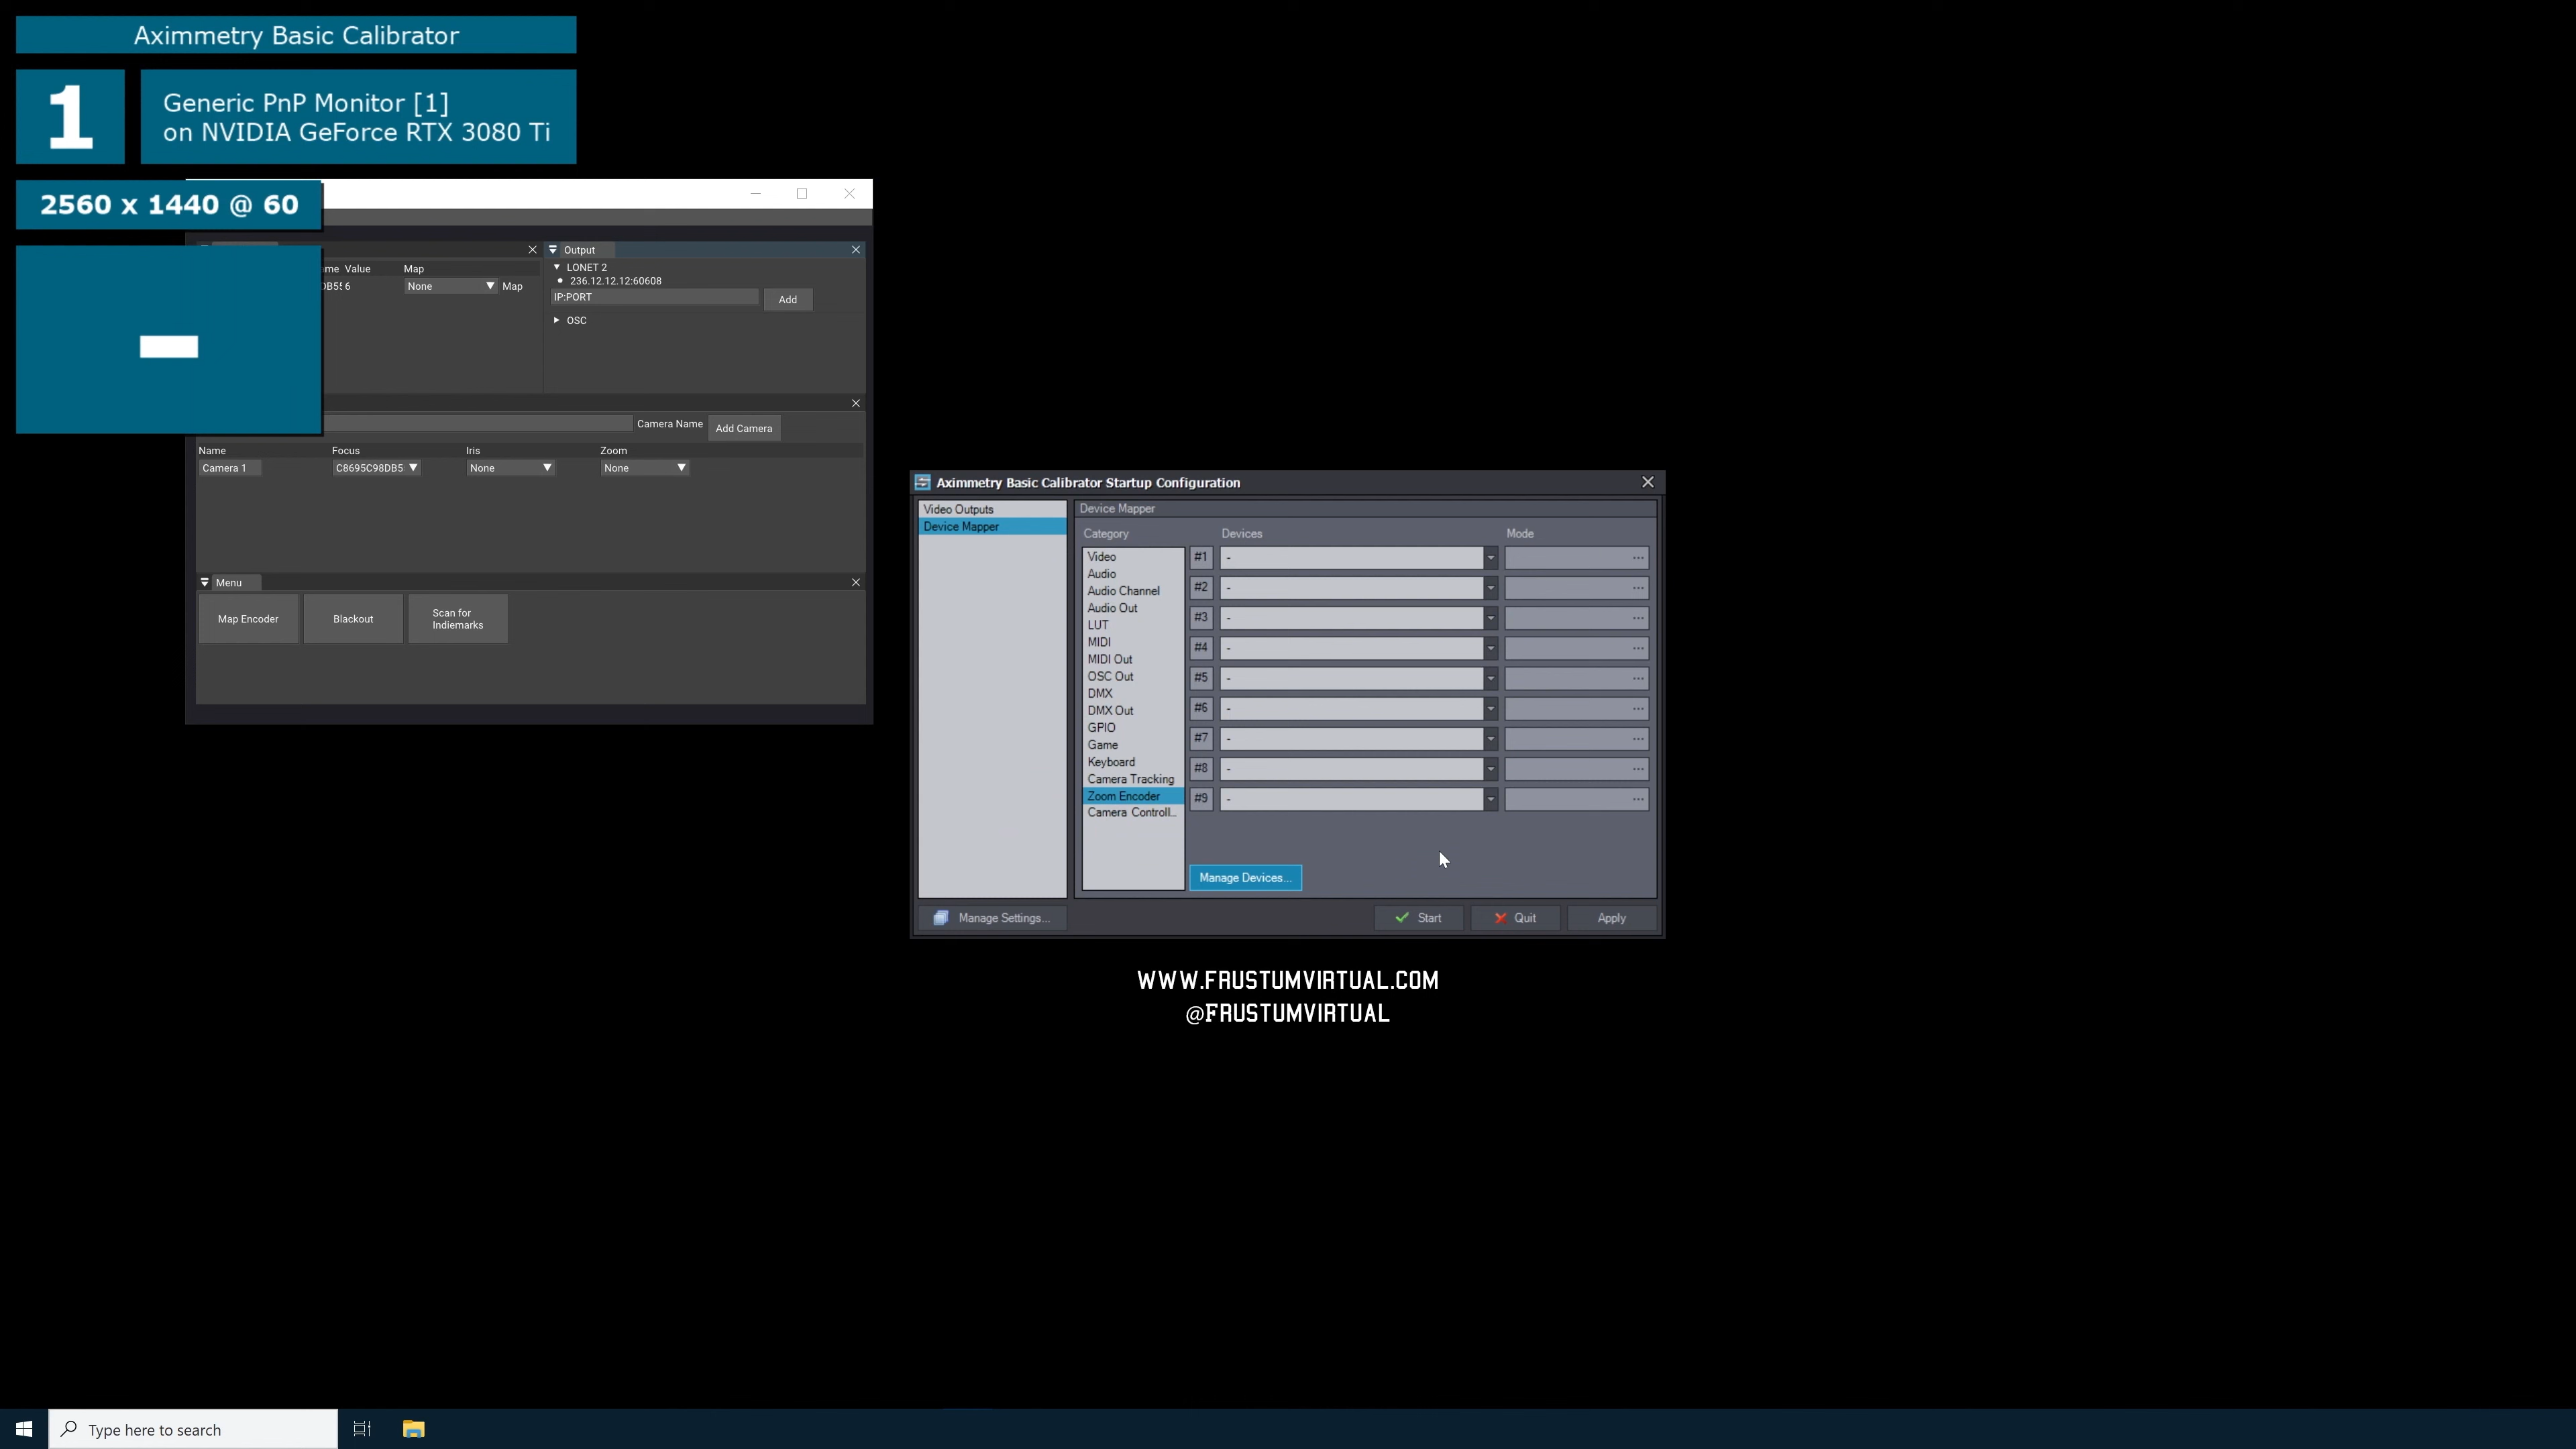 Aximmetry Basic Calibrator
1
Generic PnP Monitor [1]
on NVIDIA GeForce RTX 3080 Ti
2560 x 1440 @ 60
Output
me Value Map
DB55 6 None Map
LONET 2
236.12.12.12:60608
IP:PORT Add
OSC
Camera Name Add Camera
Name Focus Iris Zoom
Camera 1 C8695C98DB5 None None
Menu
Map Encoder Blackout Scan for
Indiemarks
Aximmetry Basic Calibrator Startup Configuration
Video Outputs
Device Mapper
Device Mapper
Category Devices Mode
Video
Audio
Audio Channel
Audio Out
LUT
MIDI
MIDI Out
OSC Out
DMX
DMX Out
GPIO
Game
Keyboard
Camera Tracking
Zoom Encoder
Camera Controll...
#1 - ...
#2 - ...
#3 - ...
#4 - ...
#5 - ...
#6 - ...
#7 - ...
#8 - ...
#9 - ...
Manage Devices...
Manage Settings... Start Quit Apply
WWW.FRUSTUMVIRTUAL.COM
@FRUSTUMVIRTUAL
Type here to search